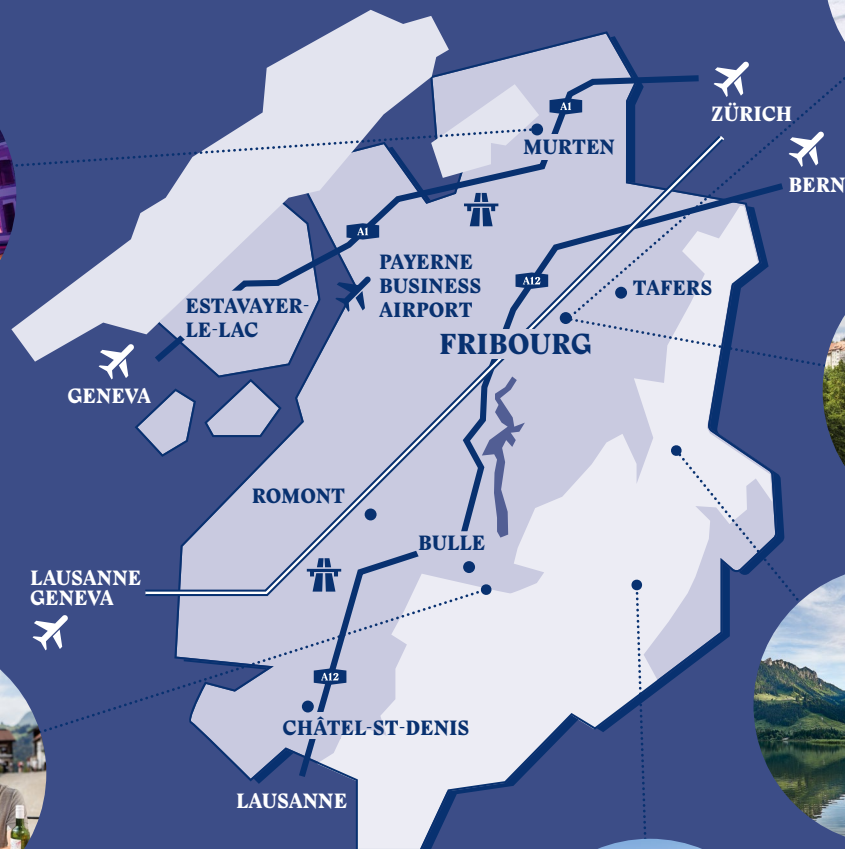 ZÜRICH
A1
MURTEN
BERN
A1
PAYERNE
BUSINESS
AIRPORT
A12
TAFERS
ESTAVAYER-
LE-LAC
FRIBOURG
GENEVA
ROMONT
BULLE
LAUSANNE
GENEVA
A12
CHÂTEL-ST-DENIS
LAUSANNE